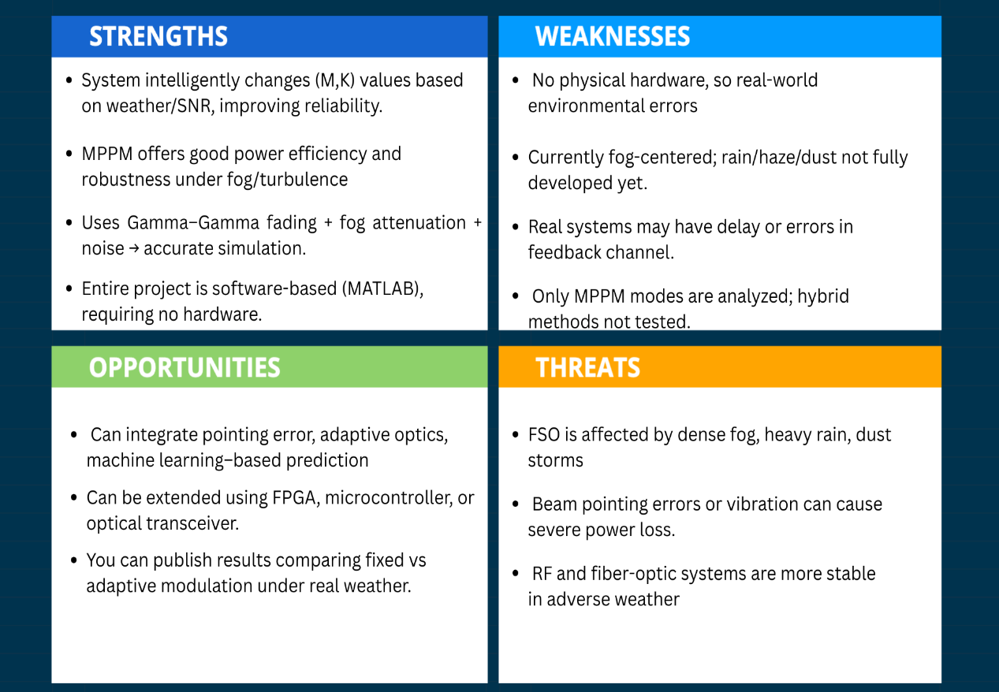 STRENGTHS
• System intelligently changes (M,K) values based
on weather/SNR, improving reliability.
• MPPM offers good power efficiency and
robustness under fog/turbulence
• Uses Gamma–Gamma fading + fog attenuation +
noise → accurate simulation.
• Entire project is software-based (MATLAB),
requiring no hardware.
WEAKNESSES
• No physical hardware, so real-world
environmental errors
• Currently fog-centered; rain/haze/dust not fully
developed yet.
• Real systems may have delay or errors in
feedback channel.
• Only MPPM modes are analyzed; hybrid
methods not tested.
OPPORTUNITIES
• Can integrate pointing error, adaptive optics,
machine learning–based prediction
• Can be extended using FPGA, microcontroller, or
optical transceiver.
• You can publish results comparing fixed vs
adaptive modulation under real weather.
THREATS
• FSO is affected by dense fog, heavy rain, dust
storms
• Beam pointing errors or vibration can cause
severe power loss.
• RF and fiber-optic systems are more stable
in adverse weather